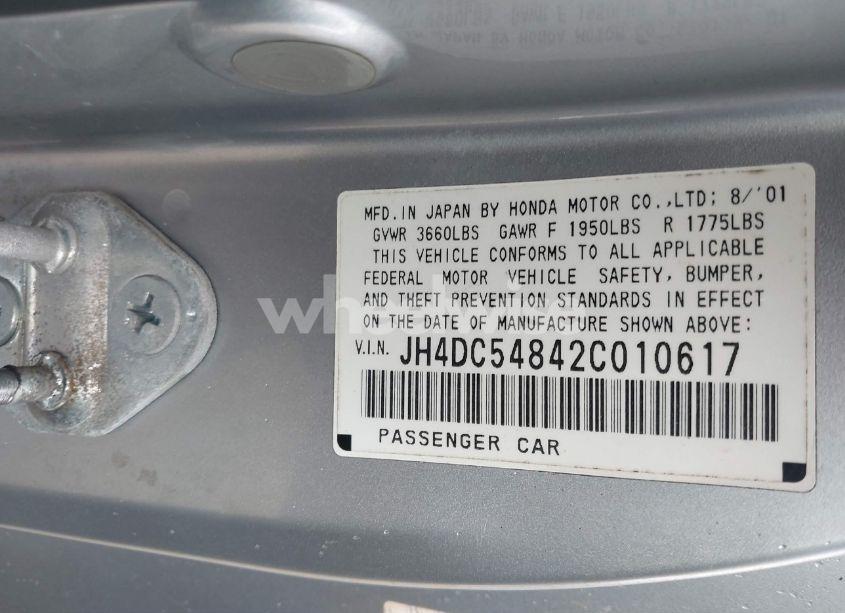 MFD.IN JAPAN BY HONDA MOTOR CO.,LTD; 8/'01
GVWR 3660LBS GAWR F 1950LBS R 1775LBS
THIS VEHICLE CONFORMS TO ALL APPLICABLE
FEDERAL MOTOR VEHICLE SAFETY, BUMPER,
AND THEFT PREVENTION STANDARDS IN EFFECT
ON THE DATE OF MANUFACTURE SHOWN ABOVE:
V.I.N. JH4DC54842C010617
PASSENGER CAR